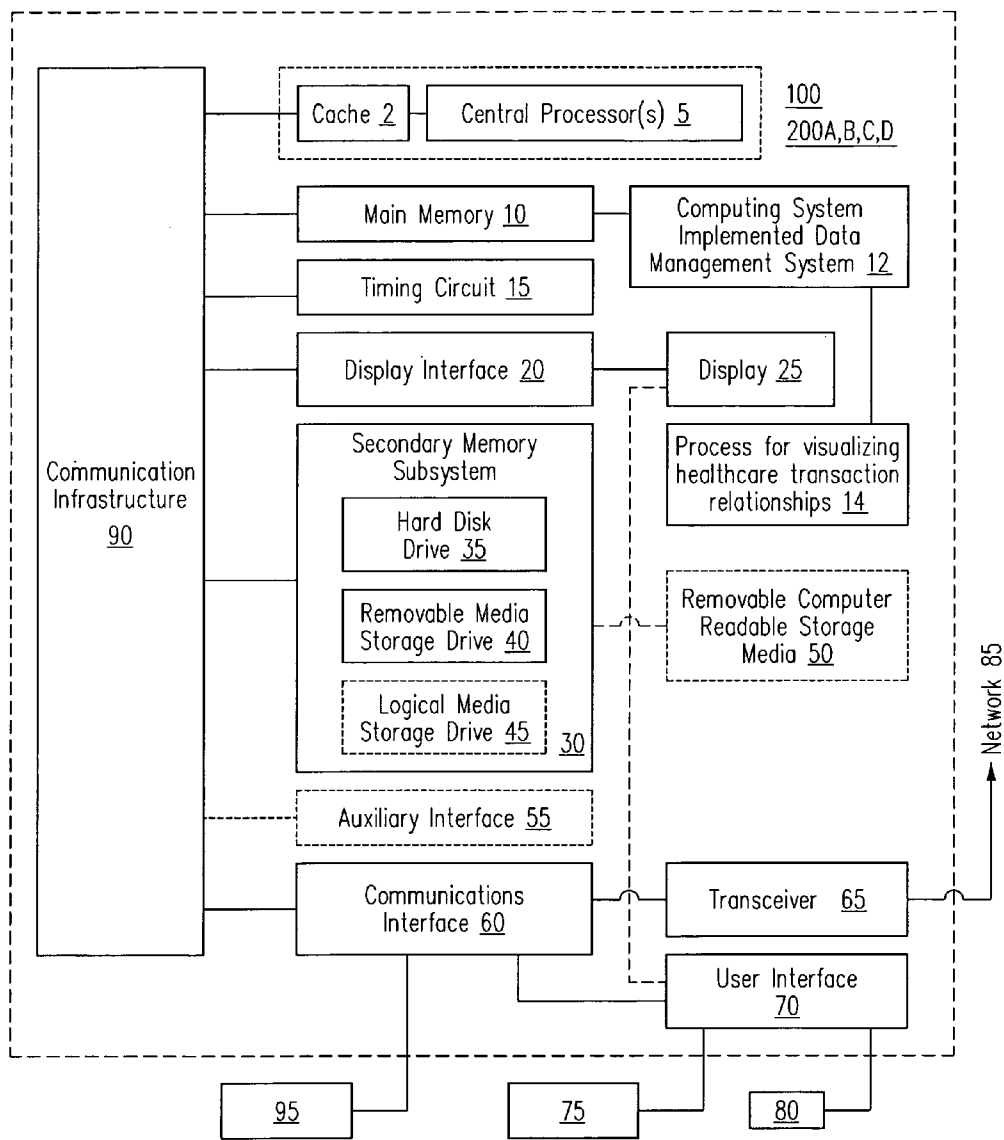 Cache 2
Central Processor(s) 5
100
200A,B,C,D
Main Memory 10
Computing System
Implemented Data
Management System 12
Timing Circuit 15
Display Interface 20
Display 25
Communication
Infrastructure
90
Secondary Memory
Subsystem
Hard Disk
Drive 35
Removable Media
Storage Drive 40
Logical Media
Storage Drive 45
30
Process for visualizing
healthcare transaction
relationships 14
Removable Computer
Readable Storage
Media 50
Network 85
Auxiliary Interface 55
Communications
Interface 60
Transceiver 65
User Interface
70
95
75
80